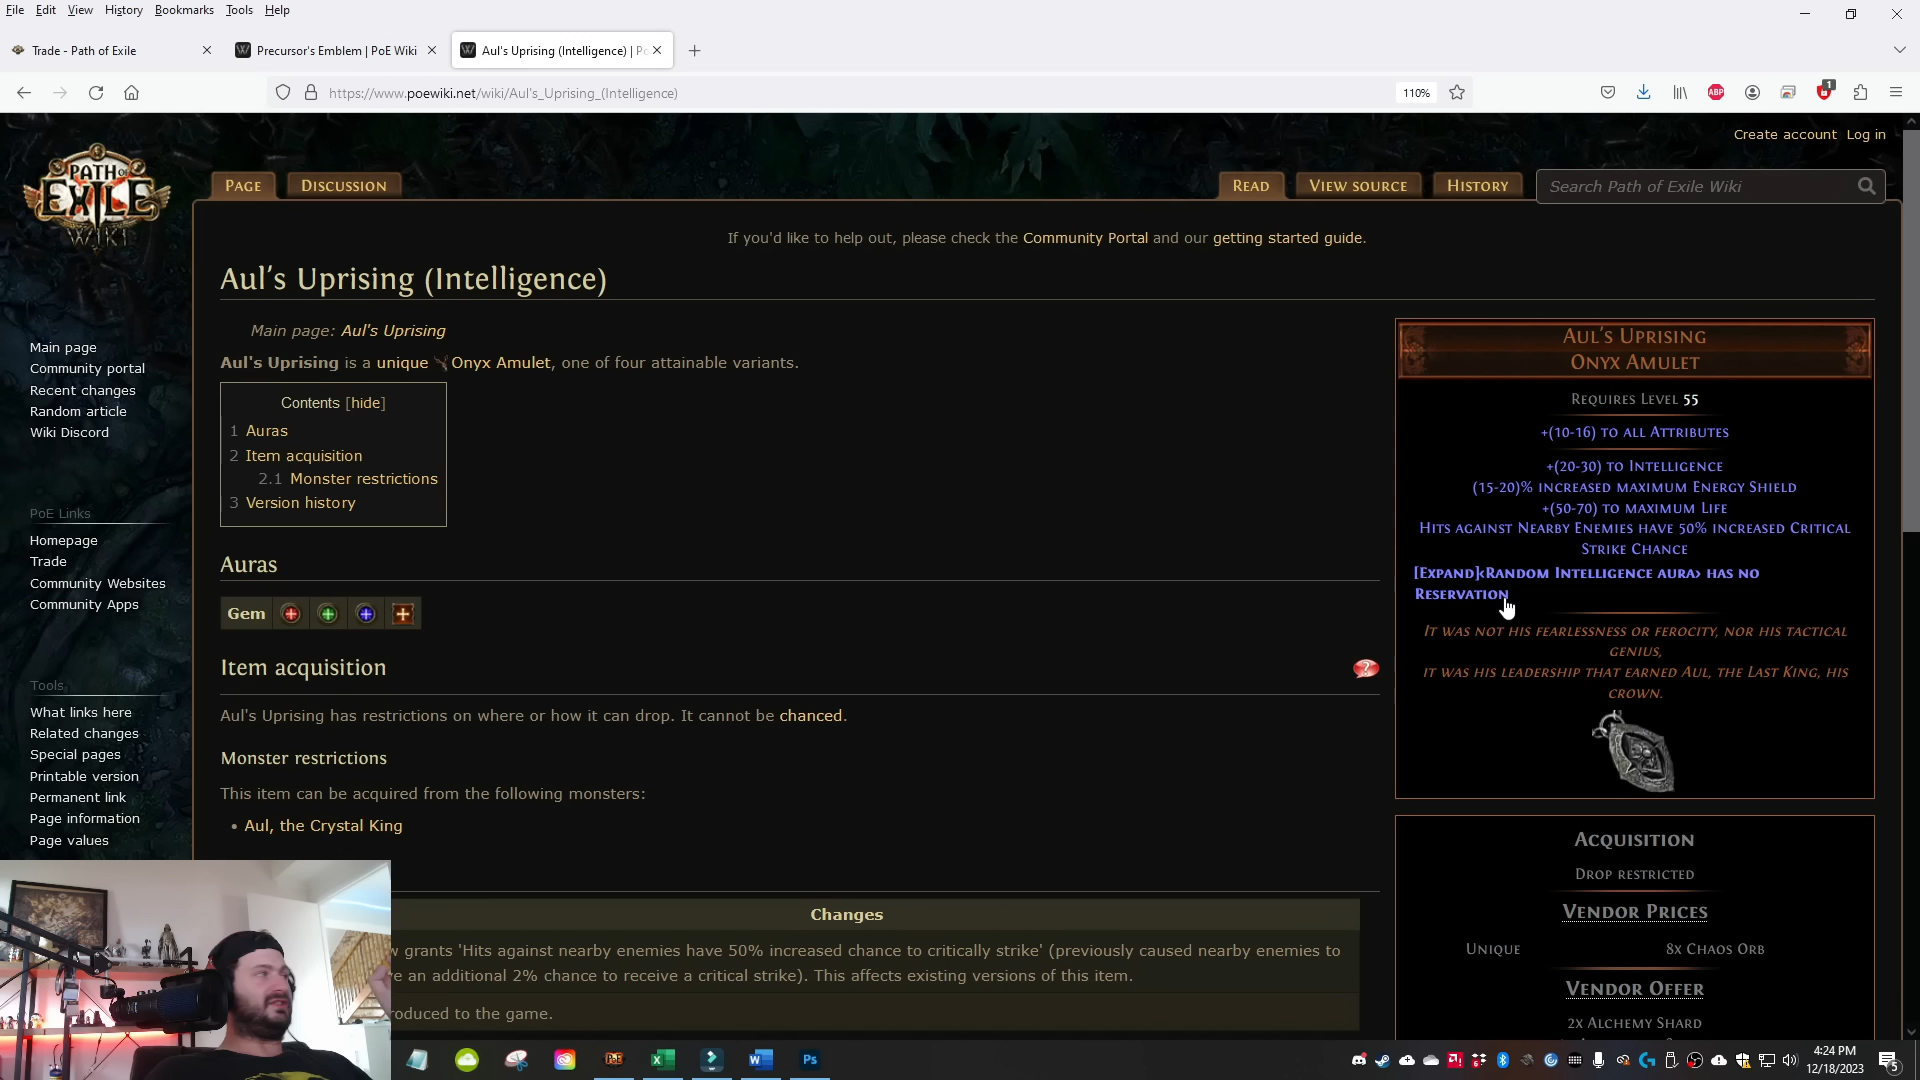 File Edit View History Bookmarks Tools Help
Trade - Path of Exile
Precursor's Emblem | PoE Wiki
Aul's Uprising (Intelligence) | Po
https://www.poewiki.net/wiki/Aul's_Uprising_(Intelligence)
110%
ABP
1
Create account Log in
PATH OF EXILE WIKI
Page
Discussion
Read
View source
History
Search Path of Exile Wiki
If you'd like to help out, please check the Community Portal and our getting started guide.
Aul's Uprising (Intelligence)
Main page: Aul's Uprising
Aul's Uprising is a unique Onyx Amulet, one of four attainable variants.
Contents [hide]
1 Auras
2 Item acquisition
2.1 Monster restrictions
3 Version history
Auras
Gem
Item acquisition
Aul's Uprising has restrictions on where or how it can drop. It cannot be chanced.
Monster restrictions
This item can be acquired from the following monsters:
• Aul, the Crystal King
Changes
w grants 'Hits against nearby enemies have 50% increased chance to critically strike' (previously caused nearby enemies to
e an additional 2% chance to receive a critical strike). This affects existing versions of this item.
roduced to the game.
Main page
Community portal
Recent changes
Random article
Wiki Discord
PoE Links
Homepage
Trade
Community Websites
Community Apps
Tools
What links here
Related changes
Special pages
Printable version
Permanent link
Page information
Page values
Aul's Uprising
Onyx Amulet
Requires Level 55
+(10-16) to all Attributes
+(20-30) to Intelligence
(15-20)% increased maximum Energy Shield
+(50-70) to maximum Life
Hits against Nearby Enemies have 50% increased Critical
Strike Chance
[Expand]<Random Intelligence aura> has no
Reservation
It was not his fearlessness or ferocity, nor his tactical
genius,
it was his leadership that earned Aul, the Last King, his
crown.
Acquisition
Drop restricted
Vendor Prices
Unique 8x Chaos Orb
Vendor Offer
2x Alchemy Shard
PoE
W
Ps
4:24 PM
12/18/2023
5